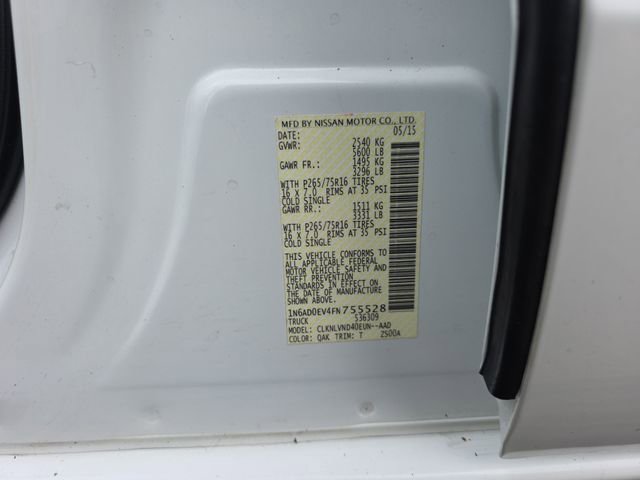 MFD BY NISSAN MOTOR CO., LTD.
DATE: 05/15
GVWR: 2540 KG
5600 LB
GAWR FR.: 1495 KG
3296 LB
WITH P265/75R16 TIRES
16 X 7.0 RIMS AT 35 PSI
COLD SINGLE
GAWR RR.: 1511 KG
3331 LB
WITH P265/75R16 TIRES
16 X 7.0 RIMS AT 35 PSI
COLD SINGLE
THIS VEHICLE CONFORMS TO
ALL APPLICABLE FEDERAL
MOTOR VEHICLE SAFETY AND
THEFT PREVENTION
STANDARDS IN EFFECT ON
THE DATE OF MANUFACTURE
SHOWN ABOVE.
1N6AD0EV4FN755528
TRUCK 536309
MODEL: CLKNLVND40EUN--AAD
COLOR: QAK TRIM: T 2500A